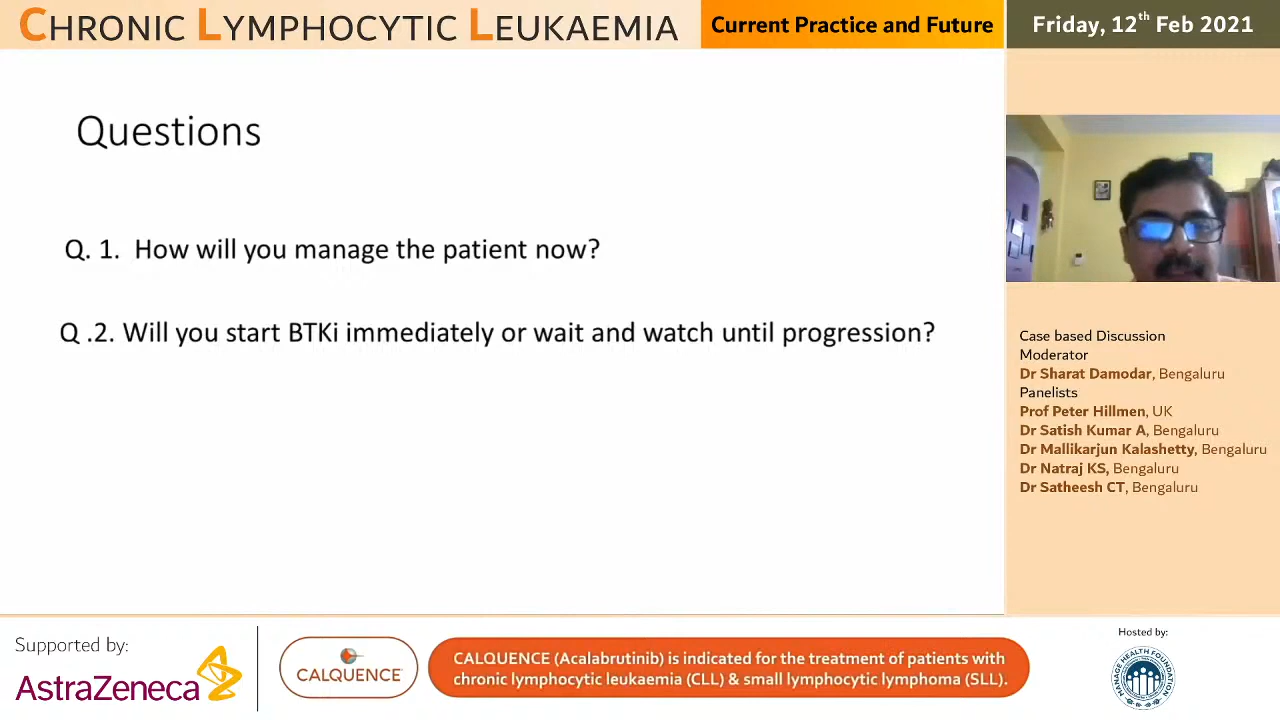 CHRONIC LYMPHOCYTIC LEUKAEMIA
Current Practice and Future
Friday, 12th Feb 2021
Questions
Q. 1. How will you manage the patient now?
Q .2. Will you start BTKi immediately or wait and watch until progression?
Case based Discussion
Moderator
Dr Sharat Damodar, Bengaluru
Panelists
Prof Peter Hillmen, UK
Dr Satish Kumar A, Bengaluru
Dr Mallikarjun Kalashetty, Bengaluru
Dr Natraj KS, Bengaluru
Dr Satheesh CT, Bengaluru
Supported by:
AstraZeneca
CALQUENCE
CALQUENCE (Acalabrutinib) is indicated for the treatment of patients with
chronic lymphocytic leukaemia (CLL) & small lymphocytic lymphoma (SLL).
Hosted by:
MANAGE HEALTH FOUNDATION